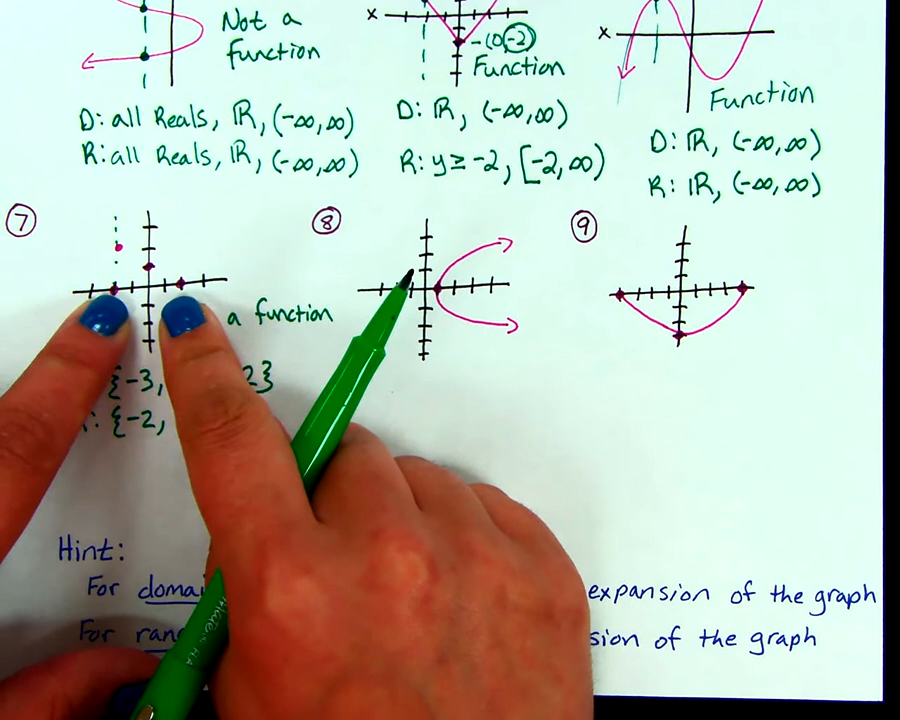 Not a
function
D: all Reals, ℝ, (-∞,∞)
R: all Reals, ℝ, (-∞,∞)
x
(0,-2)
Function
D: ℝ, (-∞,∞)
R: y ≥ -2, [-2,∞)
x
Function
D: ℝ, (-∞,∞)
R: ℝ, (-∞,∞)
7
a function
{-3,
2}
: {-2,
8
9
Hint:
For
expansion of the graph
For
of the graph